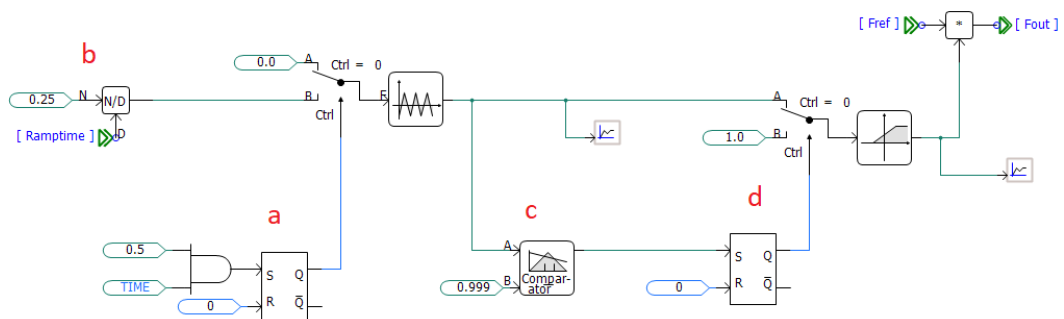 [ Fref ]
*
[ Fout ]
b
0.0
A
Ctrl = 0
0.25
N
N/D
B
F
A
Ctrl = 0
Ctrl
[ Ramptime ]
D
1.0
B
Ctrl
a
c
d
0.5
S
Q
A
S
Q
TIME
R
Q
B
Compar-
ator
R
Q
0
0.999
0